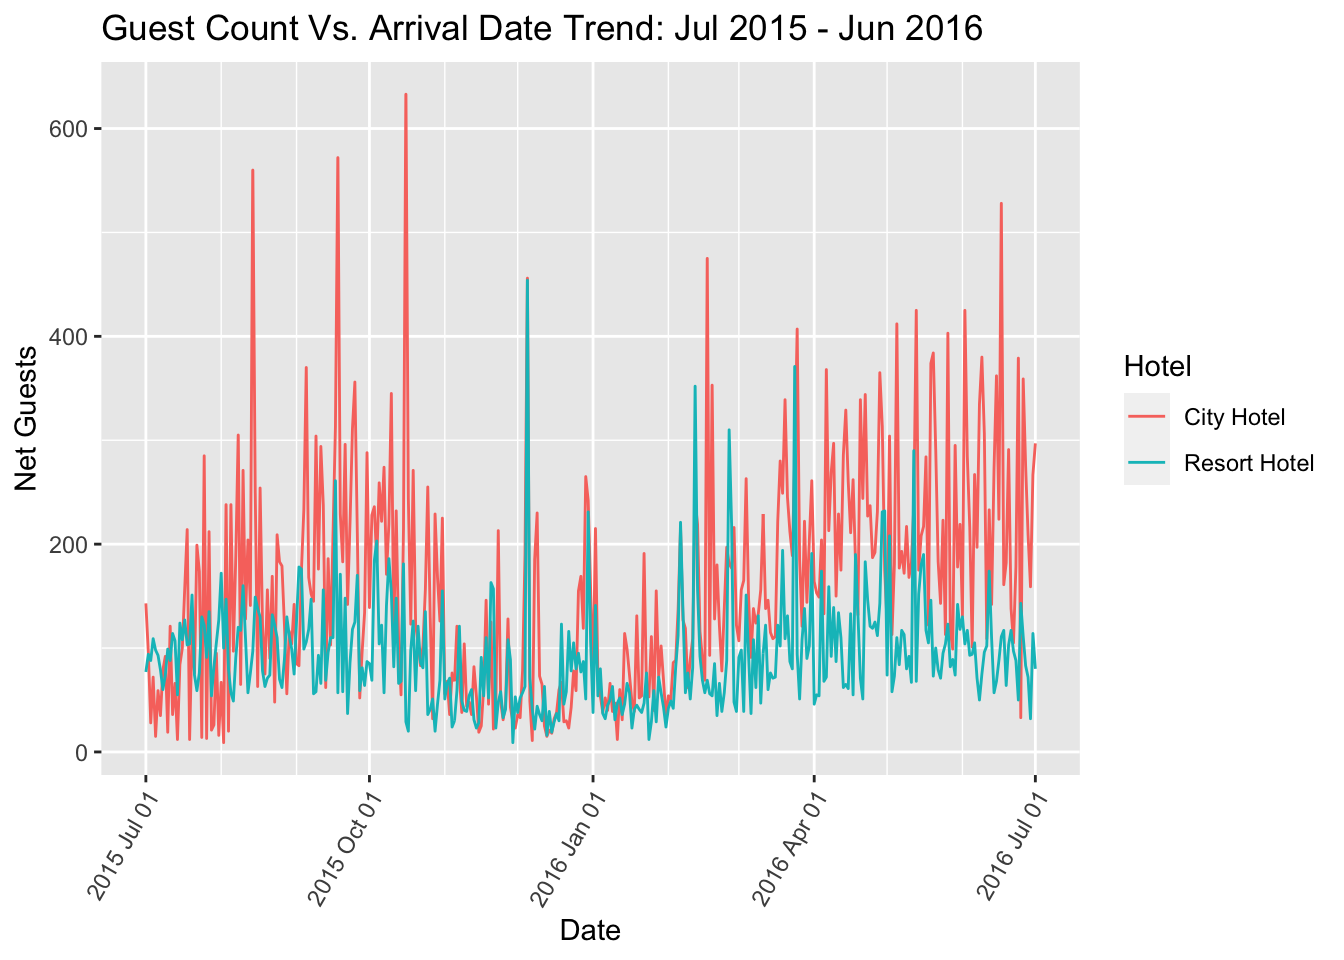 Guest Count Vs. Arrival Date Trend: Jul 2015 - Jun 2016
Net Guests
600
400
200
0
2015 Jul 01
2015 Oct 01
2016 Jan 01
2016 Apr 01
2016 Jul 01
Date
Hotel
City Hotel
Resort Hotel